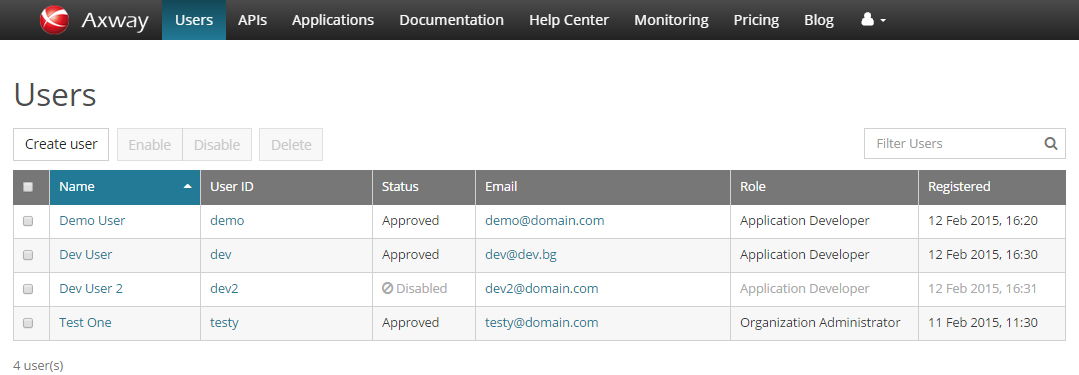 Axway Users APIs Applications Documentation Help Center Monitoring Pricing Blog
Users
Create user Enable Disable Delete Filter Users
Name User ID Status Email Role Registered
Demo User demo Approved demo@domain.com Application Developer 12 Feb 2015, 16:20
Dev User dev Approved dev@dev.bg Application Developer 12 Feb 2015, 16:30
Dev User 2 dev2 Disabled dev2@domain.com Application Developer 12 Feb 2015, 16:31
Test One testy Approved testy@domain.com Organization Administrator 11 Feb 2015, 11:30
4 user(s)